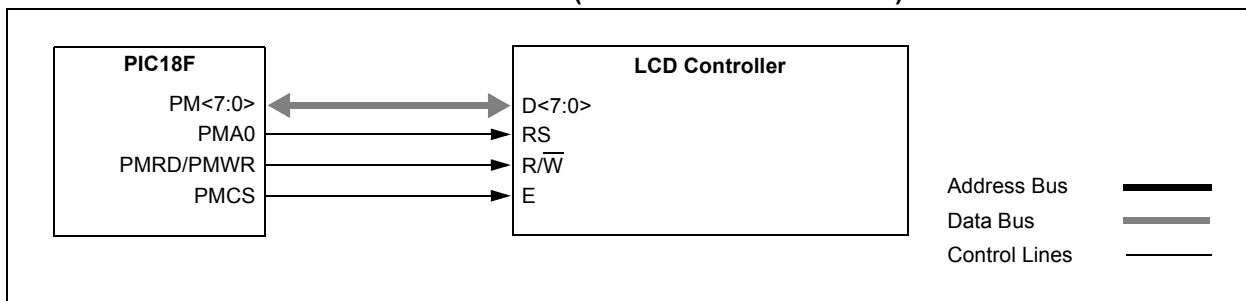 PIC18F
LCD Controller
PM<7:0>
D<7:0>
PMA0
RS
PMRD/PMWR
R/W̅
PMCS
E
Address Bus
Data Bus
Control Lines